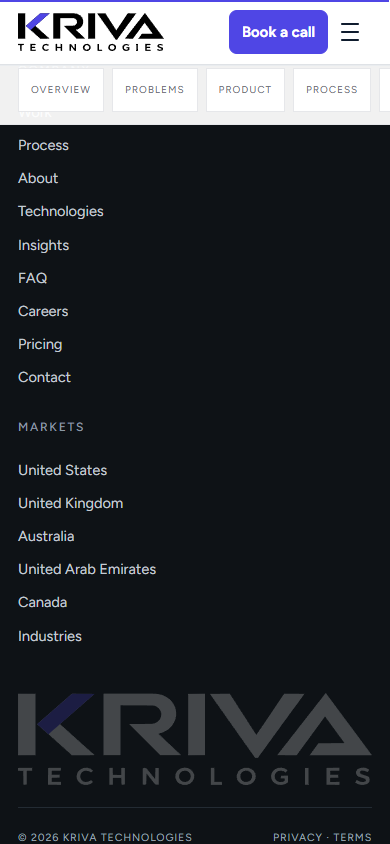 KRIVA
TECHNOLOGIES
Book a call
OVERVIEW PROBLEMS PRODUCT PROCESS
Work
Process
About
Technologies
Insights
FAQ
Careers
Pricing
Contact
MARKETS
United States
United Kingdom
Australia
United Arab Emirates
Canada
Industries
KRIVA
TECHNOLOGIES
© 2026 KRIVA TECHNOLOGIES PRIVACY · TERMS